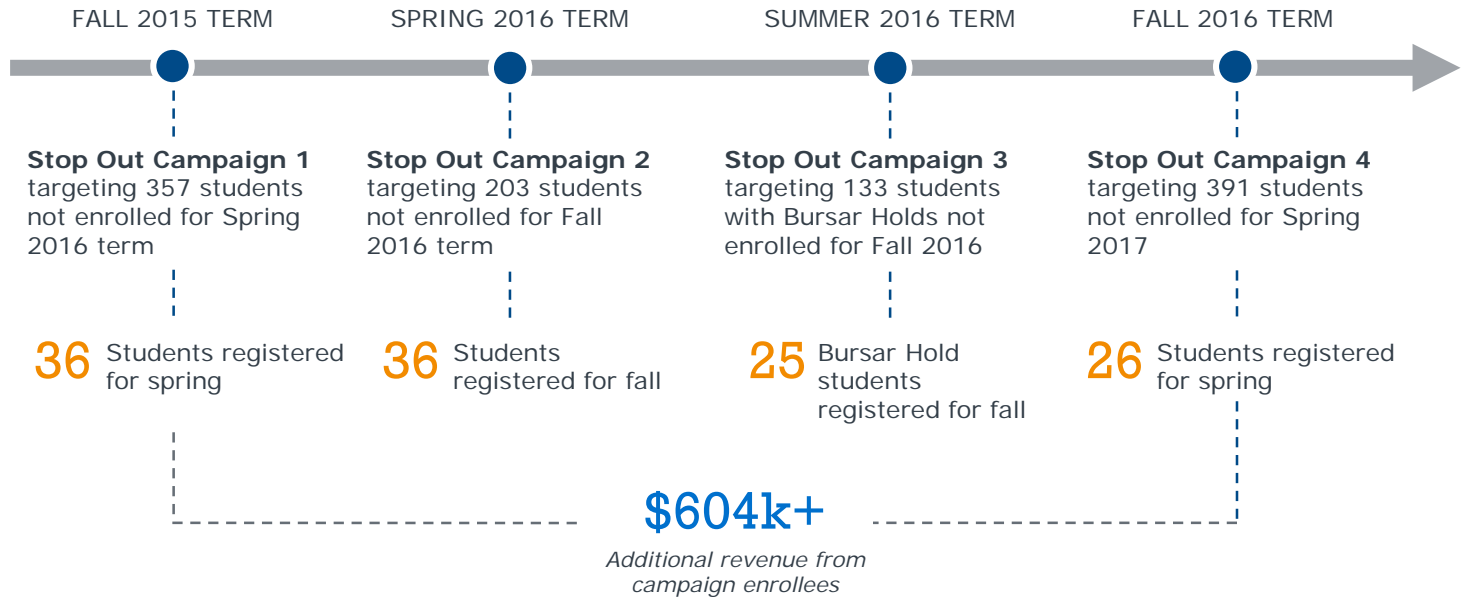 FALL 2015 TERM
SPRING 2016 TERM
SUMMER 2016 TERM
FALL 2016 TERM
Stop Out Campaign 1
targeting 357 students
not enrolled for Spring
2016 term
Stop Out Campaign 2
targeting 203 students
not enrolled for Fall
2016 term
Stop Out Campaign 3
targeting 133 students
with Bursar Holds not
enrolled for Fall 2016
Stop Out Campaign 4
targeting 391 students
not enrolled for Spring
2017
36 Students registered
for spring
36 Students
registered for fall
25 Bursar Hold
students
registered for fall
26 Students registered
for spring
$604k+
Additional revenue from
campaign enrollees